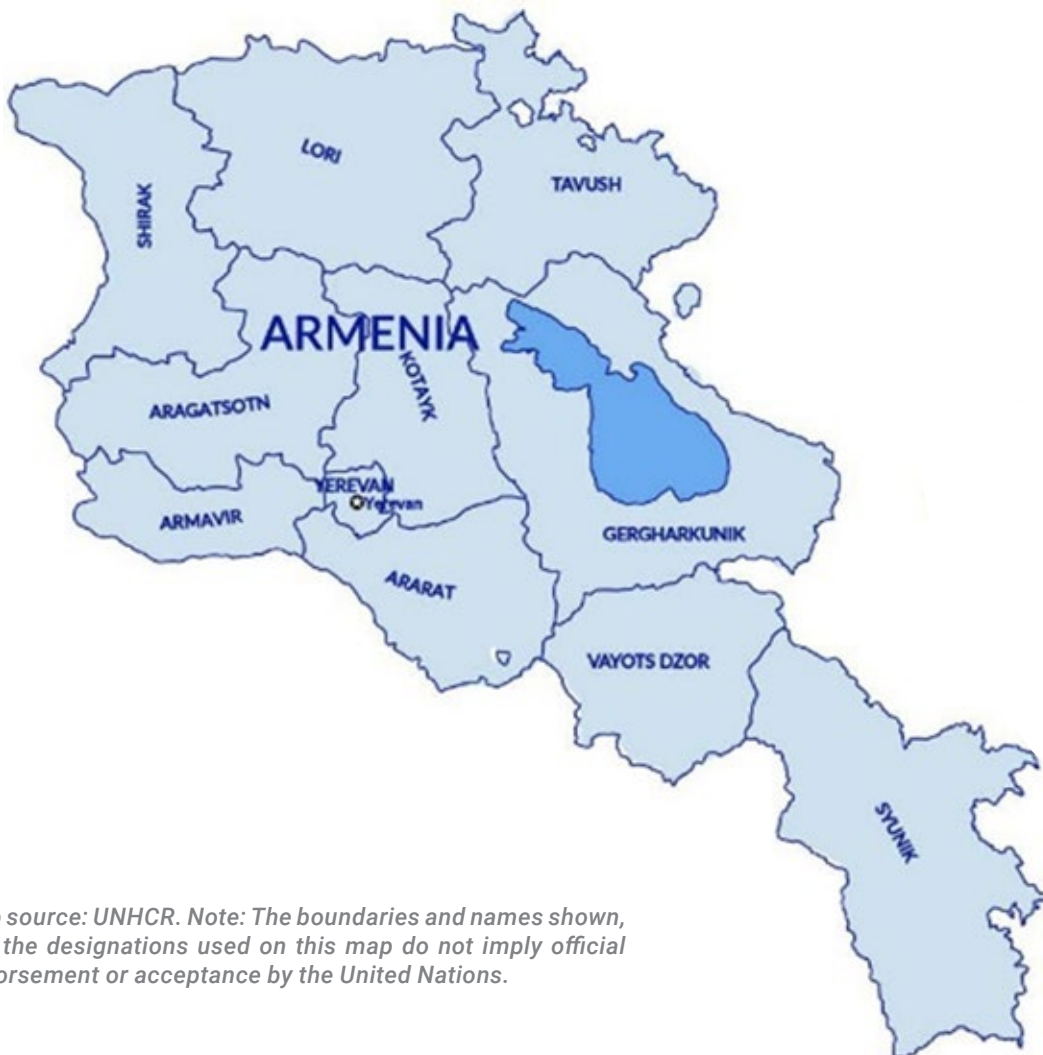 LORI
TAVUSH
SHIRAK
ARMENIA
KOTAYK
ARAGATSOTN
YEREVAN
Yerevan
ARMAVIR
GERGHARKUNIK
ARARAT
VAYOTS DZOR
SYUNIK
source: UNHCR. Note: The boundaries and names shown,
the designations used on this map do not imply official
orsement or acceptance by the United Nations.